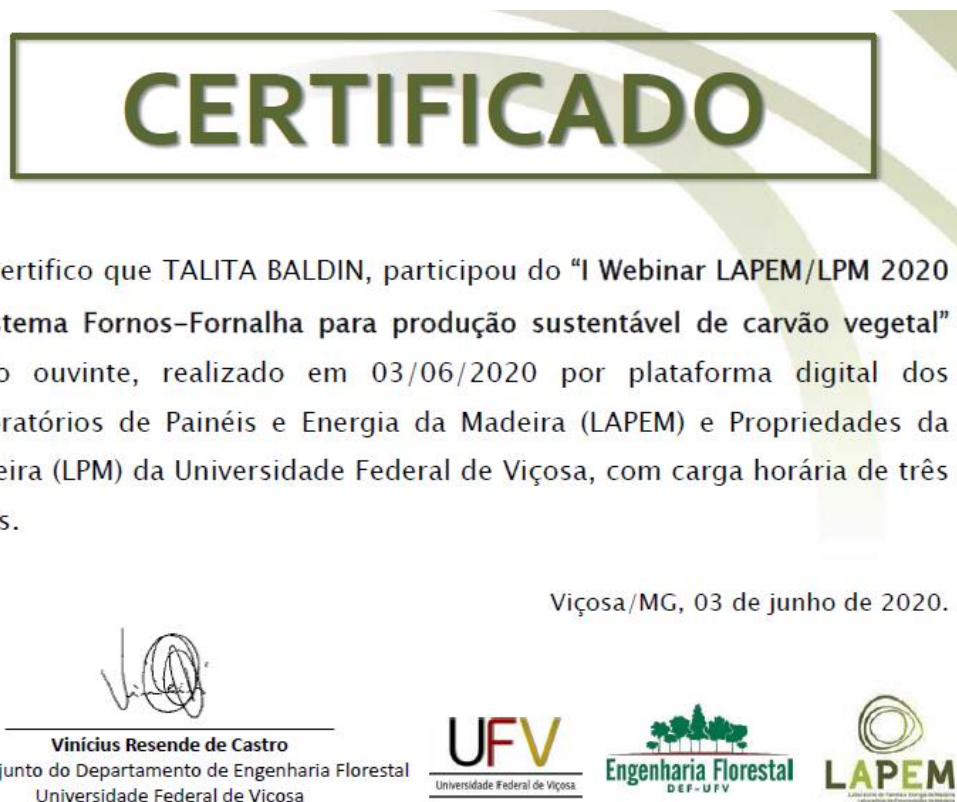 CERTIFICADO
ertifico que TALITA BALDIN, participou do “I Webinar LAPEM/LPM 2020
stema Fornos-Fornalha para produção sustentável de carvão vegetal”
o ouvinte, realizado em 03/06/2020 por plataforma digital dos
oratórios de Painéis e Energia da Madeira (LAPEM) e Propriedades da
eira (LPM) da Universidade Federal de Viçosa, com carga horária de três
s.
Viçosa/MG, 03 de junho de 2020.
Vinícius Resende de Castro
junto do Departamento de Engenharia Florestal
Universidade Federal de Viçosa
UFV
Universidade Federal de Viçosa
Engenharia Florestal
DEF-UFV
LAPEM